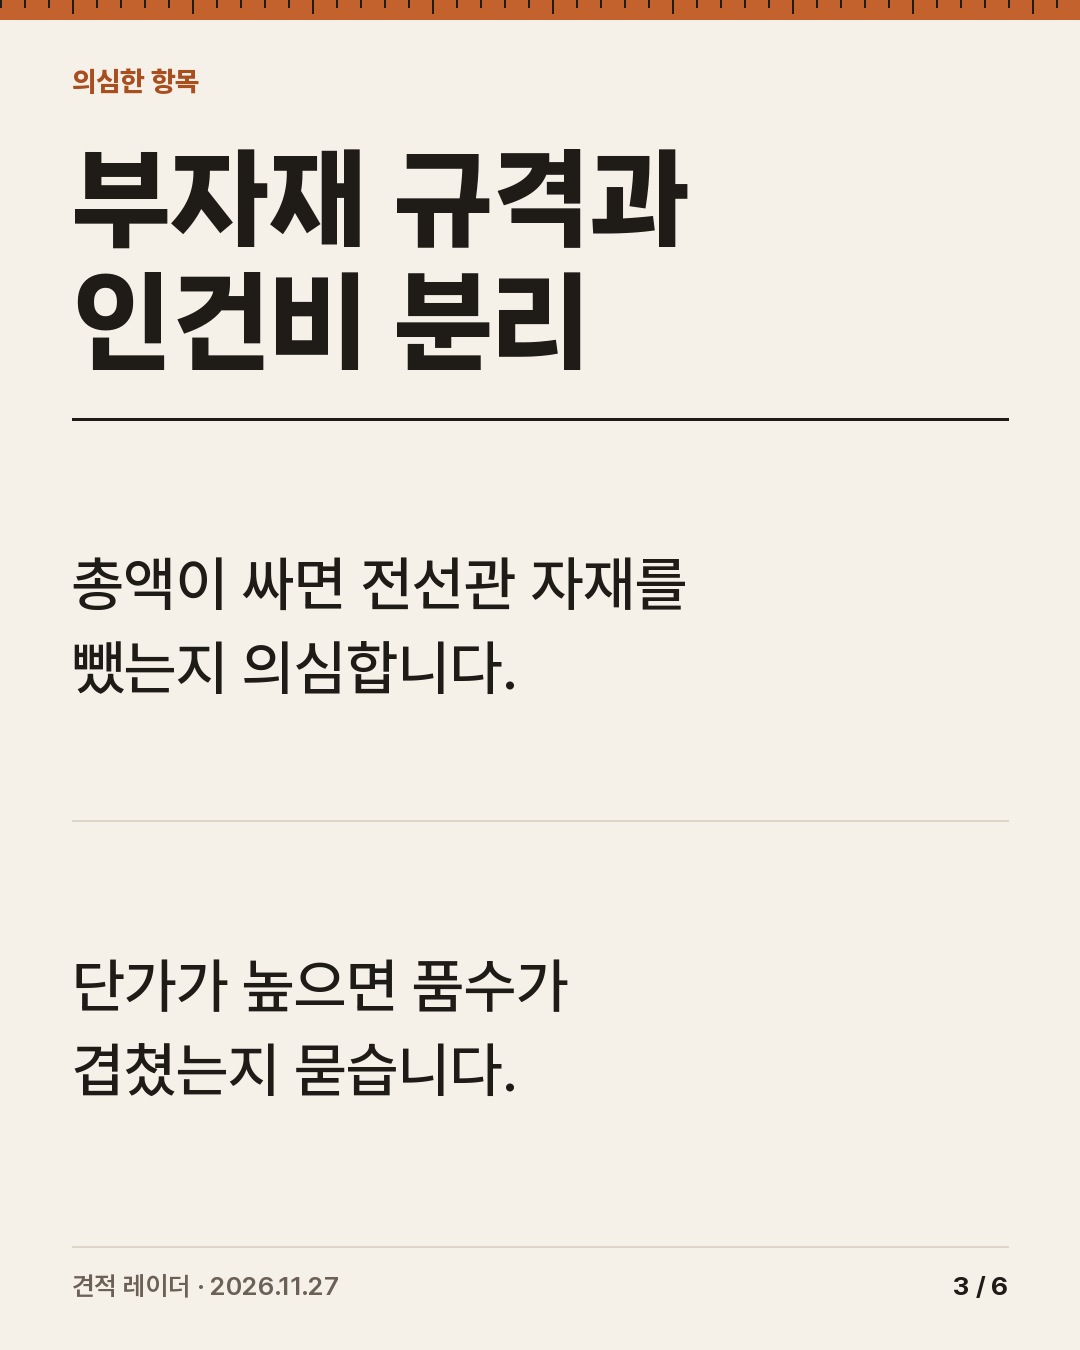 의심한 항목
부자재 규격과
인건비 분리
총액이 싸면 전선관 자재를
뺐는지 의심합니다.
단가가 높으면 품수가
겹쳤는지 묻습니다.
견적 레이더 · 2026.11.27
3 / 6